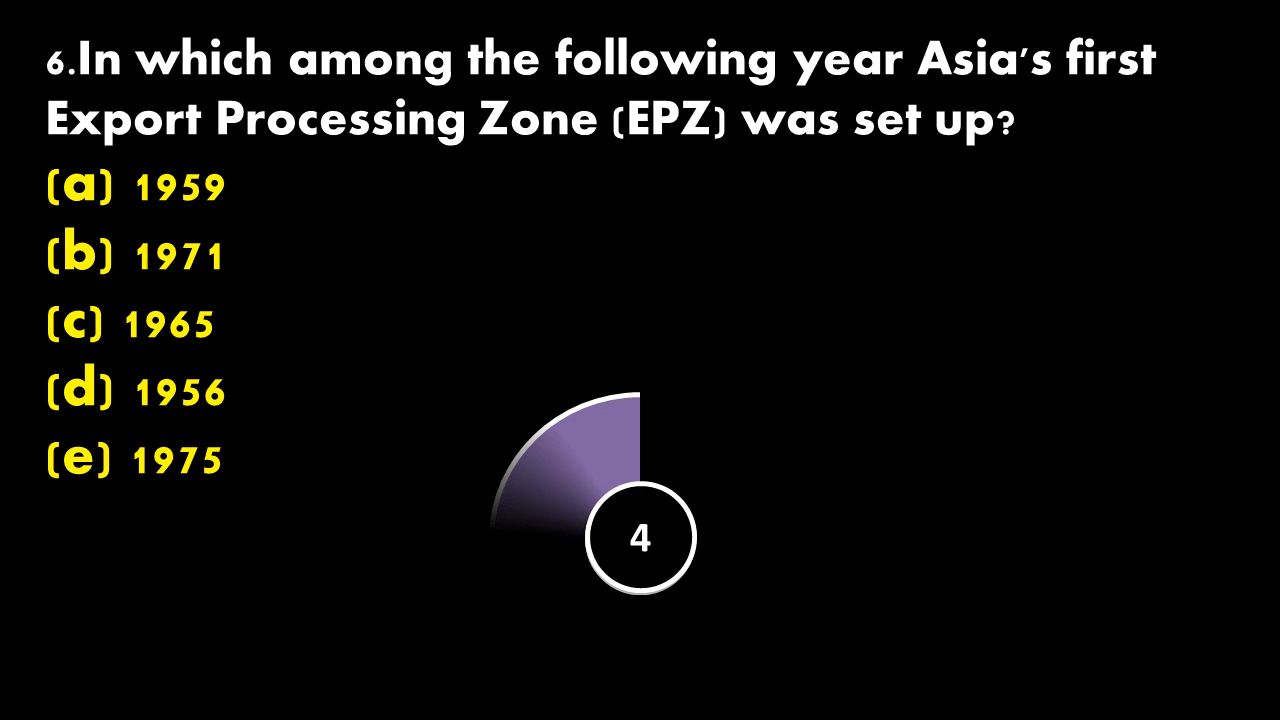 6.In which among the following year Asia's first
Export Processing Zone (EPZ) was set up?
(a) 1959
(b) 1971
(c) 1965
(d) 1956
(e) 1975
4